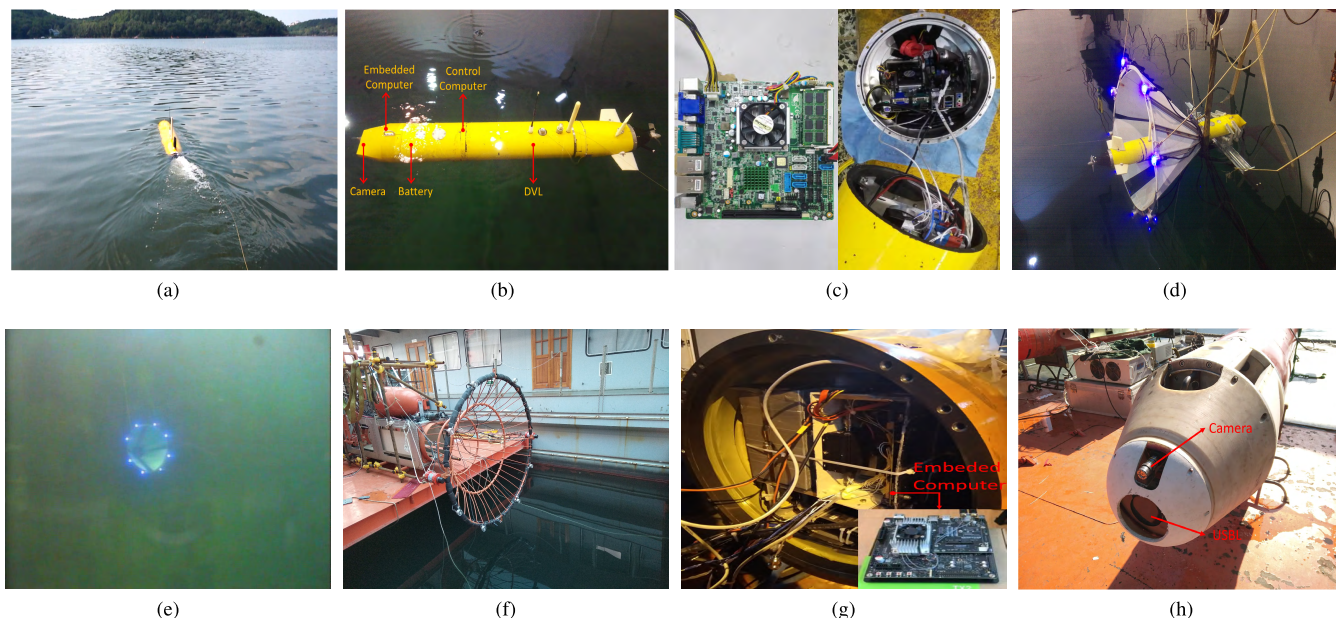 Embedded
Computer
Control
Computer
Camera
Battery
DVL
(a)
(b)
(c)
(d)
Embeded
Computer
Camera
USBL
(e)
(f)
(g)
(h)